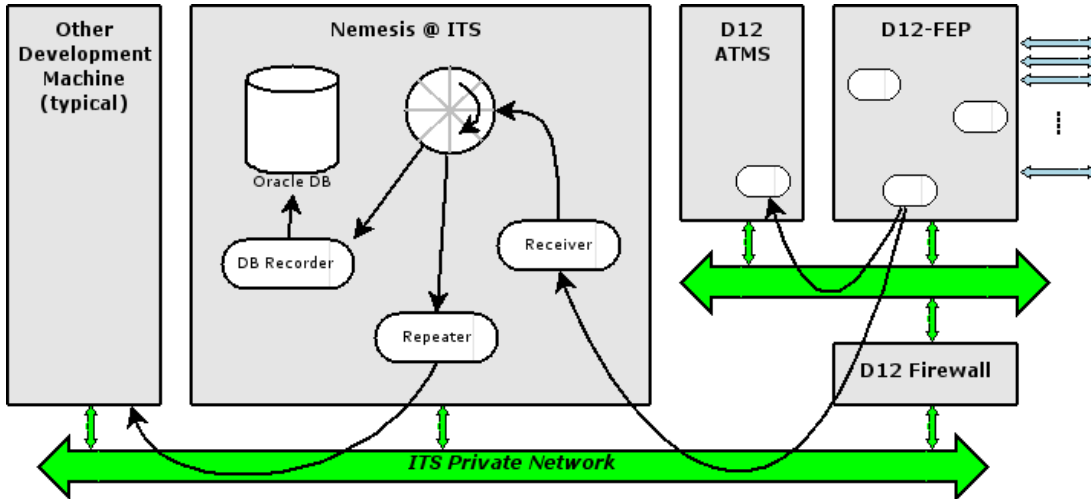 Other
Development
Machine
(typical)
Nemesis @ ITS
D12
ATMS
D12-FEP
Oracle DB
DB Recorder
Receiver
Repeater
D12 Firewall
ITS Private Network